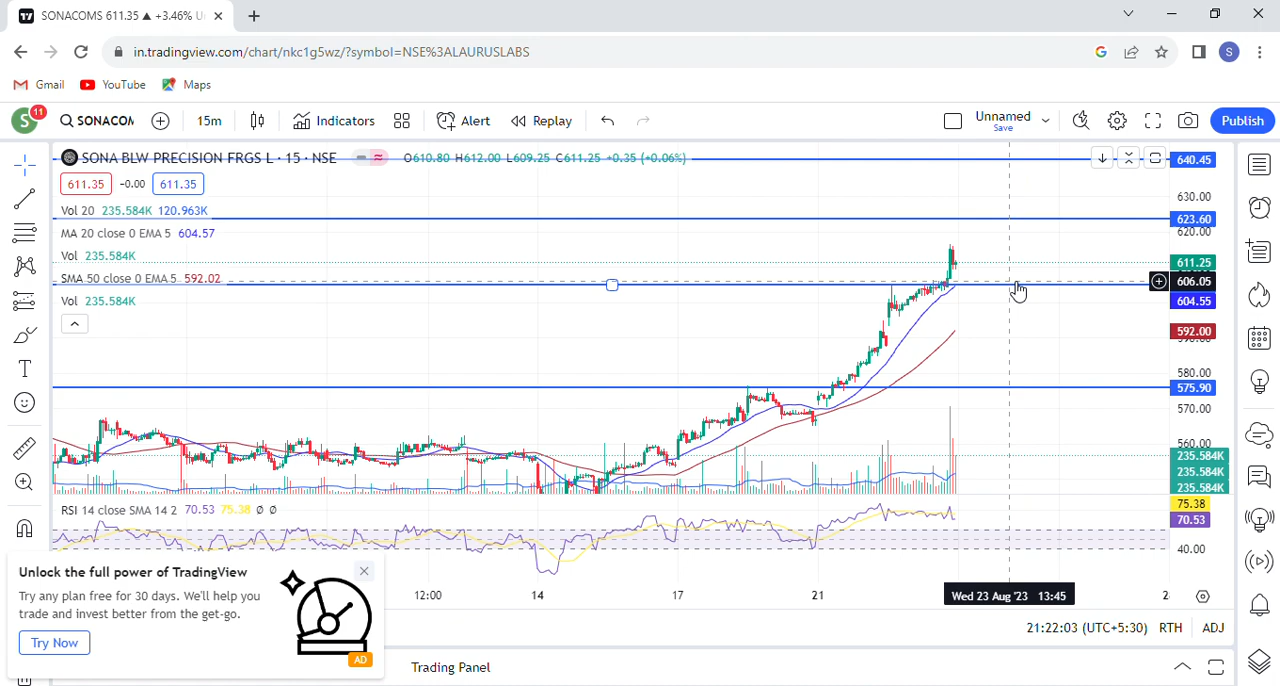 SONACOMS 611.35 ▲ +3.46% U
in.tradingview.com/chart/nkc1g5wz/?symbol=NSE%3ALAURUSLABS
S
Gmail YouTube Maps
S 11 SONACOM 15m Indicators Alert Replay Unnamed Save Publish
SONA BLW PRECISION FRGS L · 15 · NSE O610.80 H612.00 L609.25 C611.25 +0.35 (+0.06%)
611.35 -0.00 611.35
Vol 20 235.584K 120.963K
MA 20 close 0 EMA 5 604.57
Vol 235.584K
SMA 50 close 0 EMA 5 592.02
Vol 235.584K
640.45
630.00
623.60
620.00
611.25
606.05
604.55
592.00
580.00
575.90
570.00
560.00
235.584K
235.584K
235.584K
RSI 14 close SMA 14 2 70.53 75.38 Ø Ø
75.38
70.53
40.00
12:00 14 17 21 Wed 23 Aug '23 13:45
21:22:03 (UTC+5:30) RTH ADJ
Unlock the full power of TradingView
Try any plan free for 30 days. We'll help you
trade and invest better from the get-go.
Try Now
AD
Trading Panel